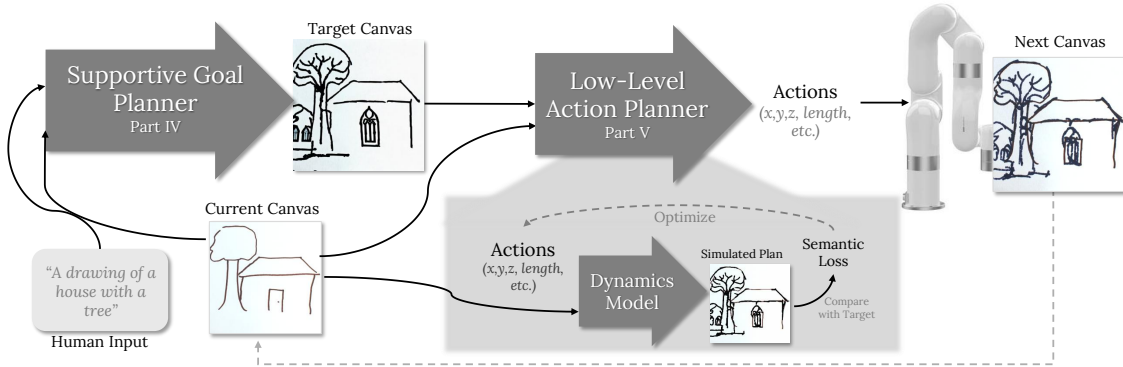 Target Canvas
Supportive Goal
Planner
Part IV
Low-Level
Action Planner
Part V
Actions
(x,y,z, length,
etc.)
Next Canvas
Current Canvas
"A drawing of a
house with a
tree"
Human Input
Optimize
Actions
(x,y,z, length,
etc.)
Dynamics
Model
Simulated Plan
Semantic
Loss
Compare
with Target